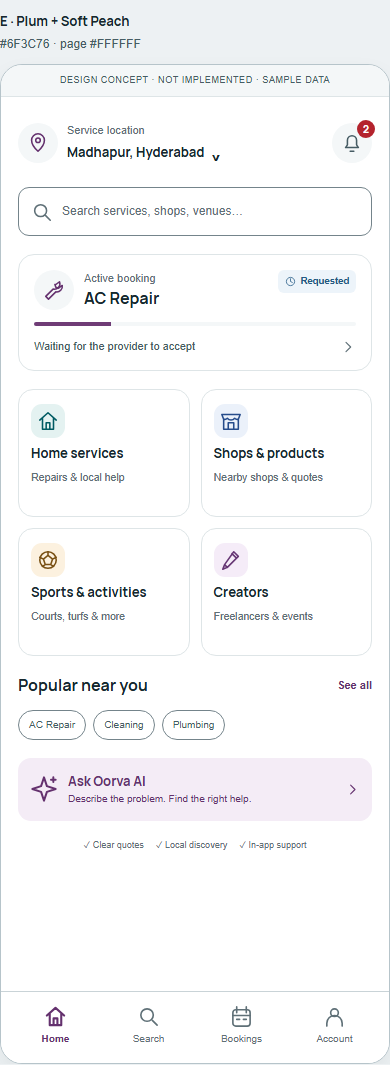 E · Plum + Soft Peach
#6F3C76 · page #FFFFFF
DESIGN CONCEPT · NOT IMPLEMENTED · SAMPLE DATA
Service location
Madhapur, Hyderabad
2
Search services, shops, venues...
Active booking
AC Repair
Requested
Waiting for the provider to accept
Home services
Repairs & local help
Shops & products
Nearby shops & quotes
Sports & activities
Courts, turfs & more
Creators
Freelancers & events
Popular near you
See all
AC Repair
Cleaning
Plumbing
Ask Oorva AI
Describe the problem. Find the right help.
✓ Clear quotes ✓ Local discovery ✓ In-app support
Home
Search
Bookings
Account